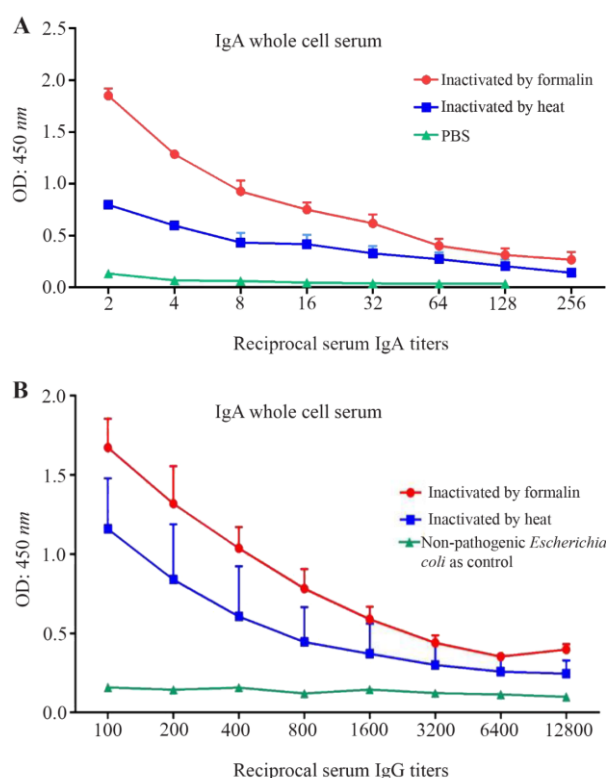 A
IgA whole cell serum
Inactivated by formalin
Inactivated by heat
PBS
OD: 450 nm
2.5
2.0
1.5
1.0
0.5
0.0
2 4 8 16 32 64 128 256
Reciprocal serum IgA titers
B
IgA whole cell serum
Inactivated by formalin
Inactivated by heat
Non-pathogenic Escherichia
coli as control
OD: 450 nm
2.0
1.5
1.0
0.5
0.0
100 200 400 800 1600 3200 6400 12800
Reciprocal serum IgG titers